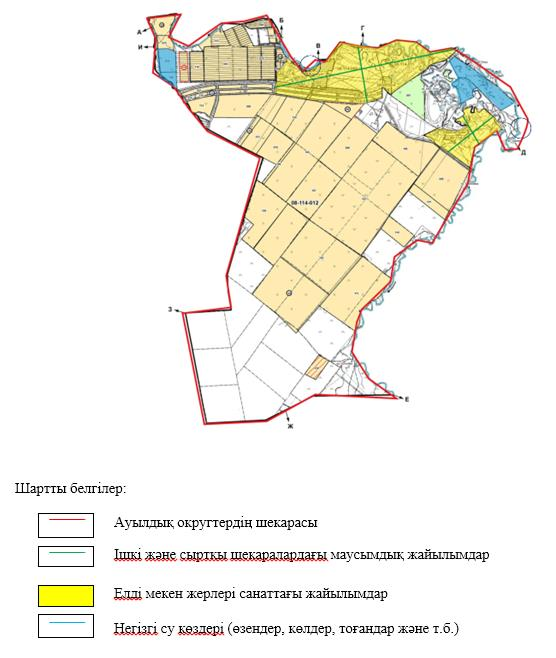 А
Б
И
В
Г
Д
08-114-012
З
Е
Ж
Шартты белгілер:
Ауылдық округтердің шекарасы
Ішкі және сыртқы шекаралардағы маусымдық жайылымдар
Елді мекен жерлері санаттағы жайылымдар
Негізгі су көздері (өзендер, көлдер, тоғандар және т.б.)